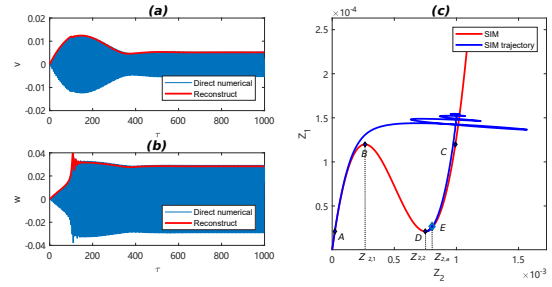 (a)
0.02
0.01
0
-0.01
-0.02
v
Direct numerical
Reconstruct
0 200 400 600 800 1000
τ
(b)
0.04
0.02
0
-0.02
-0.04
w
Direct numerical
Reconstruct
0 200 400 600 800 1000
τ
(c)
×10⁻⁴
2
1.5
1
0.5
0
Z₁
SIM
SIM trajectory
A
B
C
D
E
0 0.5 1 1.5
Z₂,₁ Z₂,₂ Z₂,ₑ
Z₂
×10⁻³